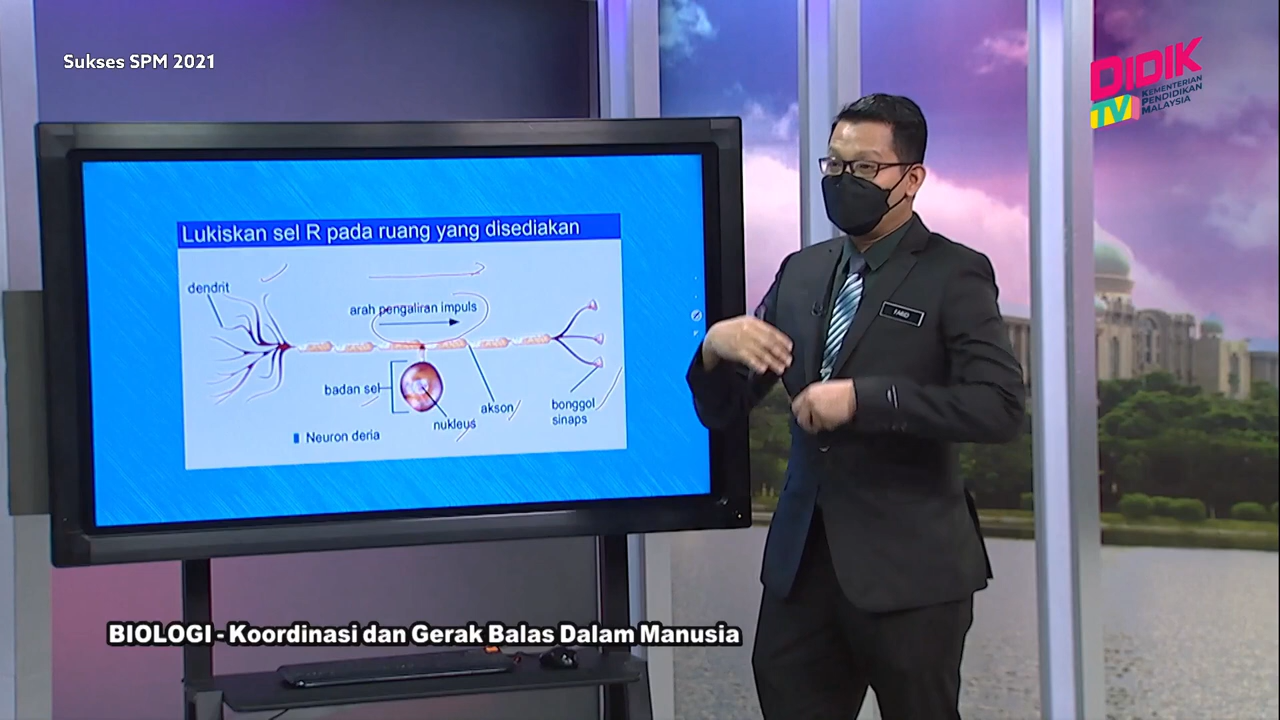 Sukses SPM 2021
DIDIK
TV
KEMENTERIAN
PENDIDIKAN
MALAYSIA
Lukiskan sel R pada ruang yang disediakan
dendrit
arah pengaliran impuls
badan sel
nukleus
akson
bonggol
sinaps
Neuron deria
FARID
BIOLOGI - Koordinasi dan Gerak Balas Dalam Manusia